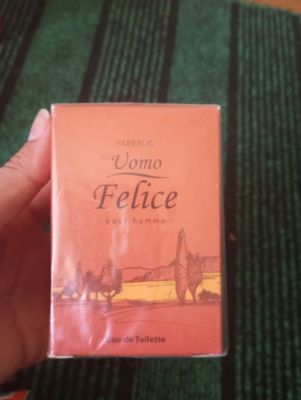 FABERLIC
Uomo
Felice
pour homme
Eau de Toilette